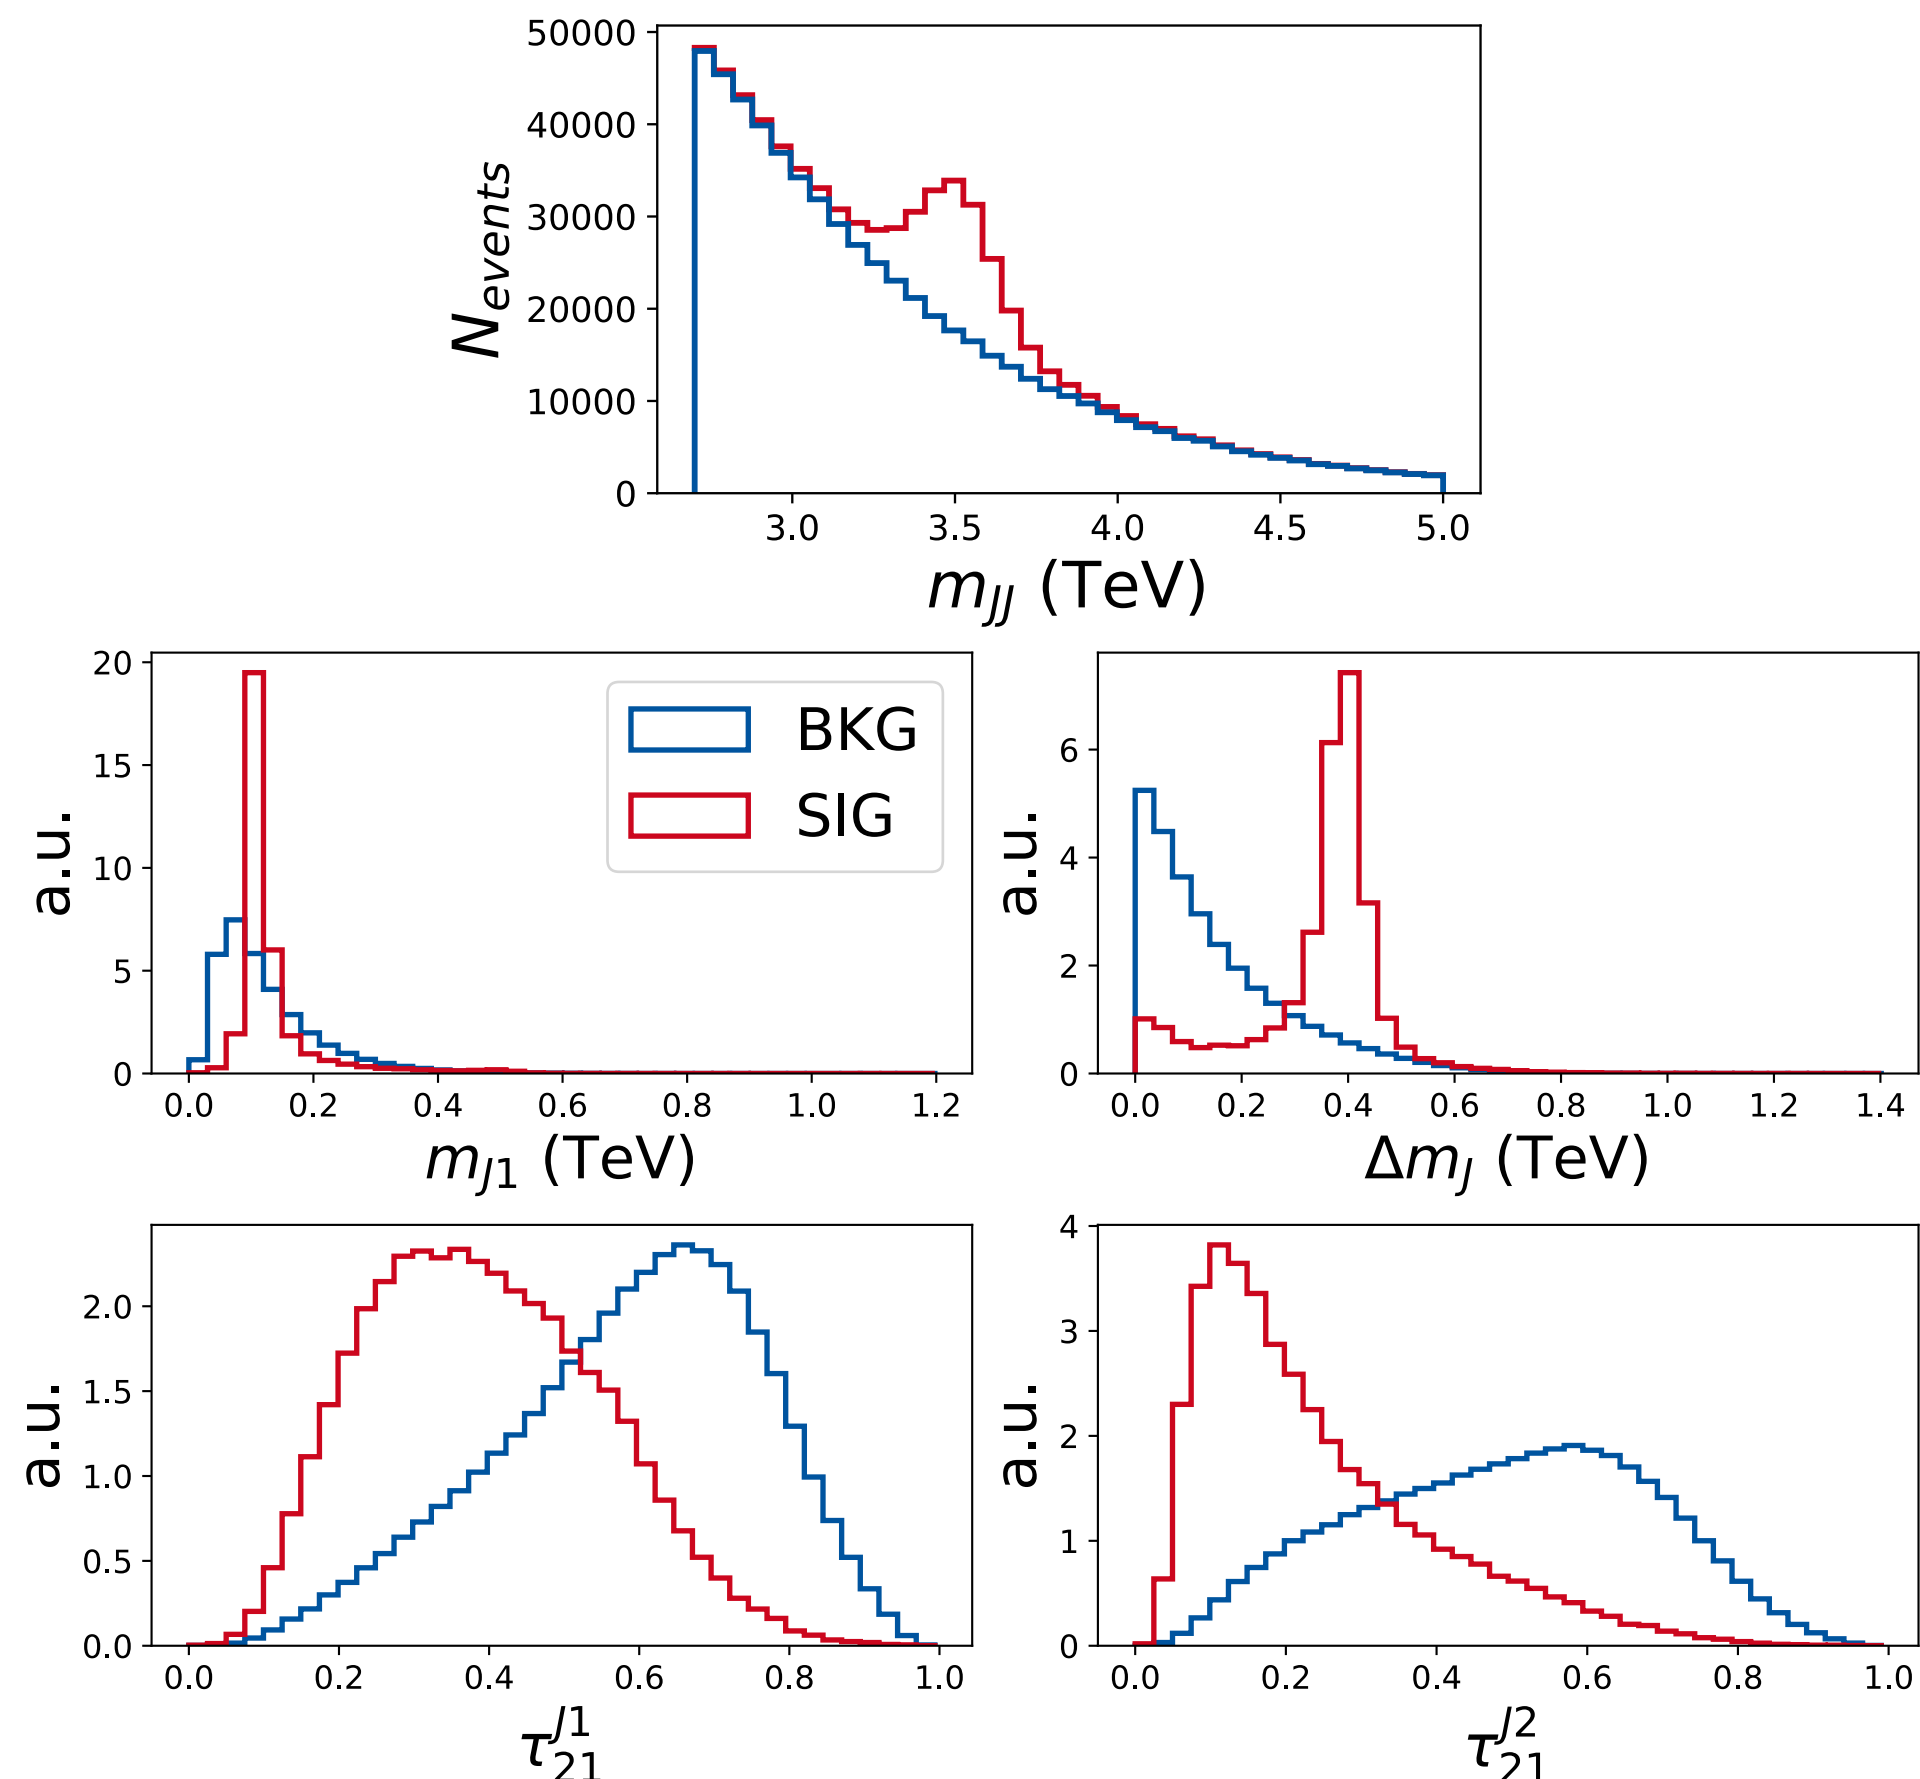 50000
40000
30000
20000
10000
0
N_events
3.0 3.5 4.0 4.5 5.0
m_JJ (TeV)
20
15
10
5
0
a.u.
BKG
SIG
0.0 0.2 0.4 0.6 0.8 1.0 1.2
m_J1 (TeV)
6
4
2
0
a.u.
0.0 0.2 0.4 0.6 0.8 1.0 1.2 1.4
Δm_J (TeV)
2.0
1.5
1.0
0.5
0.0
a.u.
0.0 0.2 0.4 0.6 0.8 1.0
τ_21^J1
4
3
2
1
0
a.u.
0.0 0.2 0.4 0.6 0.8 1.0
τ_21^J2